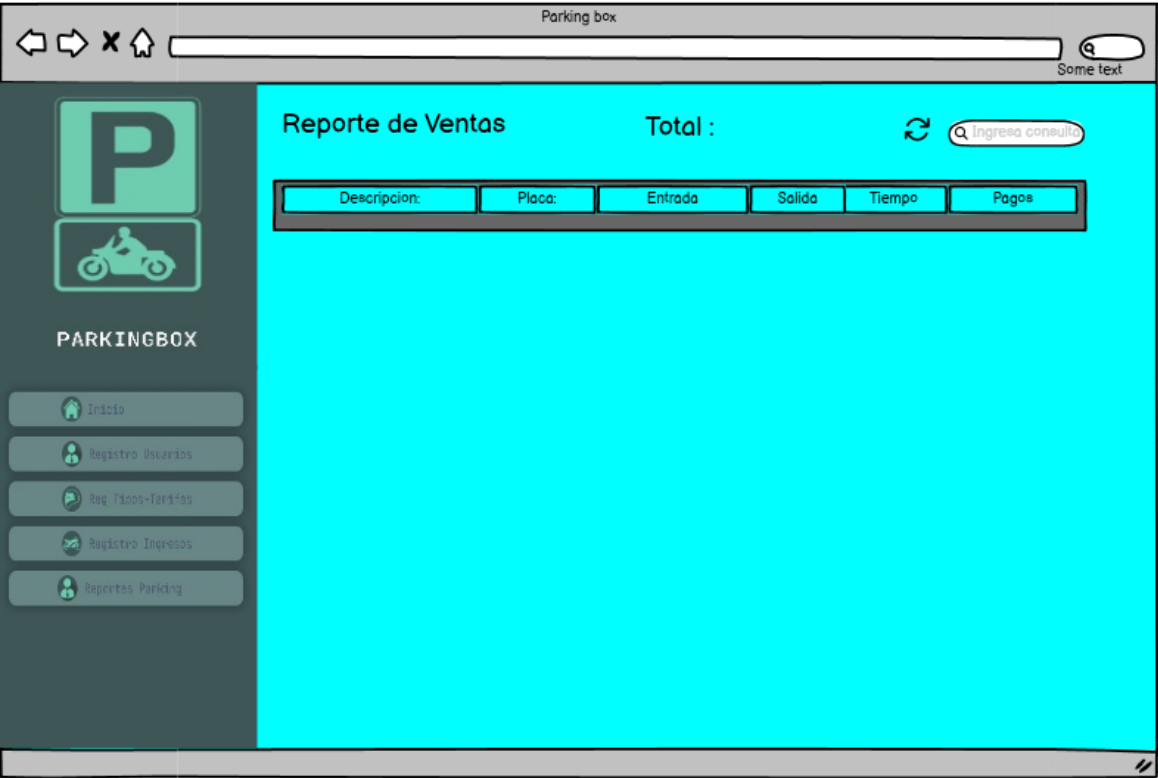 Parking box
Some text
P
Reporte de Ventas
Total :
Ingresa consulta
Descripcion:
Placa:
Entrada
Salida
Tiempo
Pagos
PARKINGBOX
Inicio
Registro Usuarios
Reg Tipos-Tarifas
Registro Ingresos
Reportes Parking